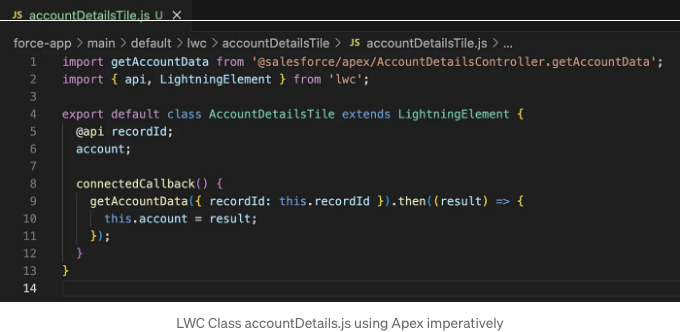 JS accountDetailsTile.js U ×
force-app > main > default > lwc > accountDetailsTile > JS accountDetailsTile.js > ...
1 import getAccountData from '@salesforce/apex/AccountDetailsController.getAccountData';
2 import { api, LightningElement } from 'lwc';
3
4 export default class AccountDetailsTile extends LightningElement {
5 @api recordId;
6 account;
7
8 connectedCallback() {
9 getAccountData({ recordId: this.recordId }).then((result) => {
10 this.account = result;
11 });
12 }
13 }
14
LWC Class accountDetails.js using Apex imperatively